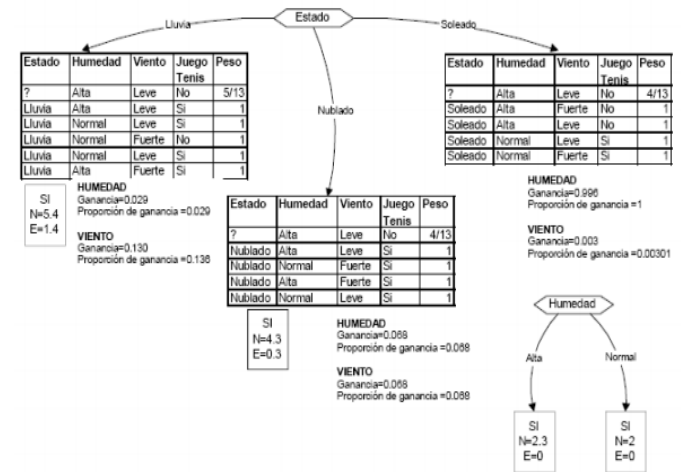 Estado
Lluvia
Nublado
Soleado
Estado Humedad Viento Juego Tenis Peso
? Alta Leve No 5/13
Lluvia Alta Leve Si 1
Lluvia Normal Leve Si 1
Lluvia Normal Fuerte No 1
Lluvia Normal Leve Si 1
Lluvia Alta Fuerte Si 1
SI
N=5.4
E=1.4
HUMEDAD
Ganancia=0.029
Proporción de ganancia =0.029
VIENTO
Ganancia=0.130
Proporción de ganancia =0.136
Estado Humedad Viento Juego Tenis Peso
? Alta Leve No 4/13
Nublado Alta Leve Si 1
Nublado Normal Fuerte Si 1
Nublado Alta Fuerte Si 1
Nublado Normal Leve Si 1
SI
N=4.3
E=0.3
HUMEDAD
Ganancia=0.068
Proporción de ganancia =0.068
VIENTO
Ganancia=0.068
Proporción de ganancia =0.068
Estado Humedad Viento Juego Tenis Peso
? Alta Leve No 4/13
Soleado Alta Fuerte No 1
Soleado Alta Leve No 1
Soleado Normal Leve Si 1
Soleado Normal Fuerte Si 1
HUMEDAD
Ganancia=0.996
Proporción de ganancia =1
VIENTO
Ganancia=0.003
Proporción de ganancia =0.00301
Humedad
Alta
Normal
SI
N=2.3
E=0
SI
N=2
E=0